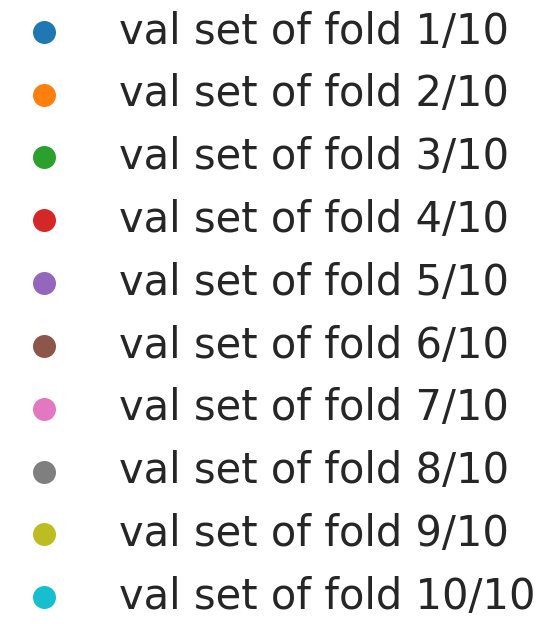 val set of fold 1/10
val set of fold 2/10
val set of fold 3/10
val set of fold 4/10
val set of fold 5/10
val set of fold 6/10
val set of fold 7/10
val set of fold 8/10
val set of fold 9/10
val set of fold 10/10